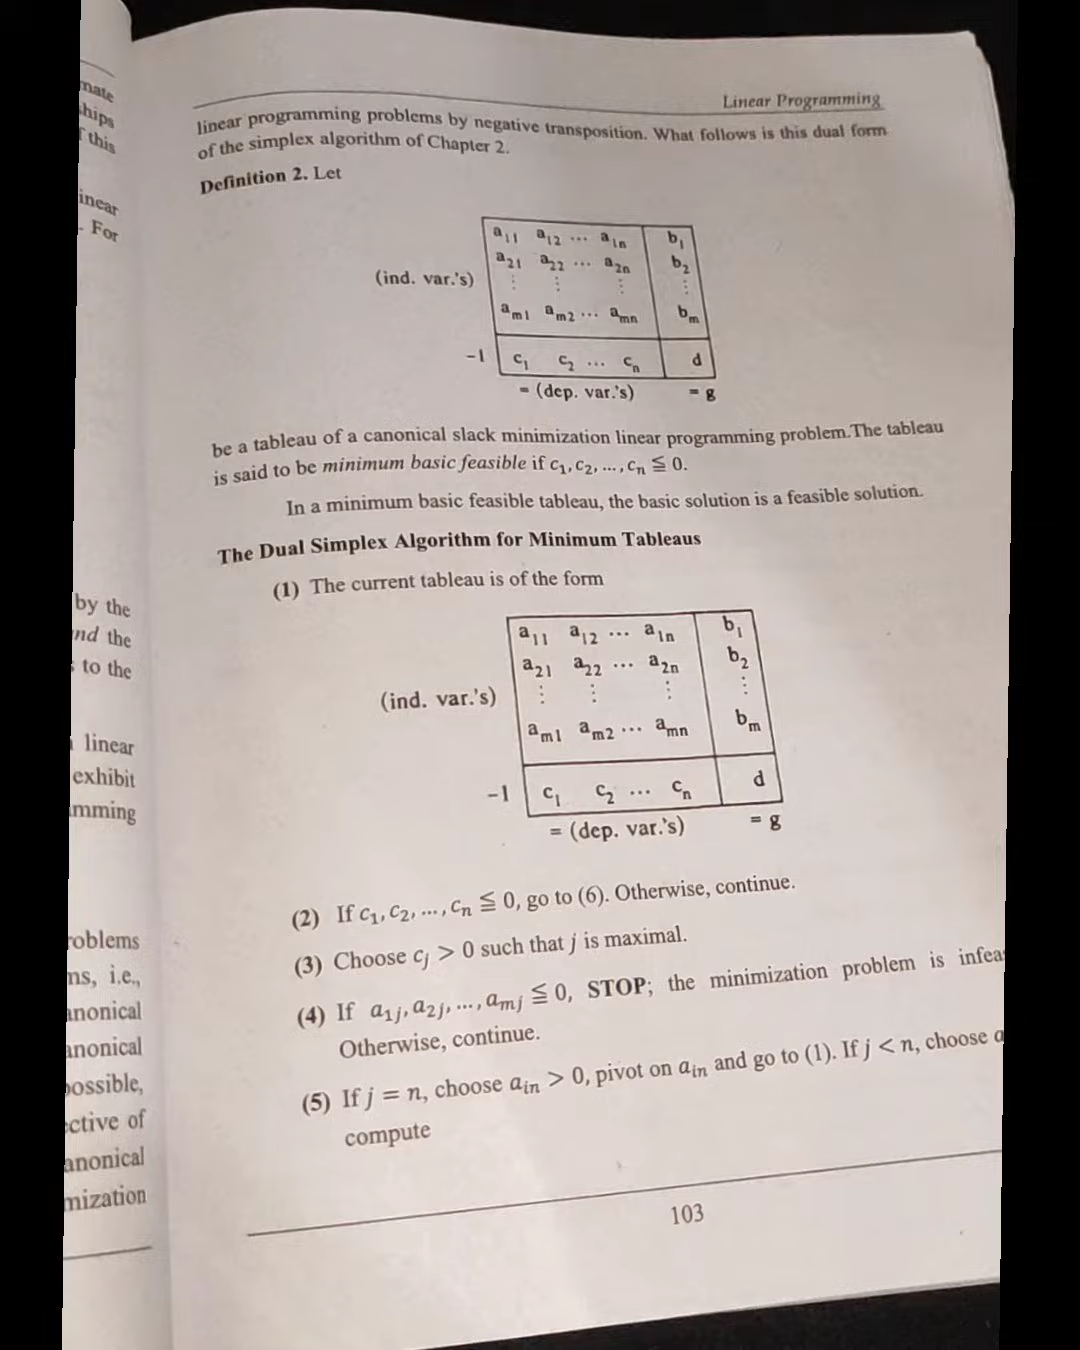 mate
ships
f this
inear
- For
by the
nd the
s to the
linear
exhibit
mming
roblems
ns, i.e.,
anonical
anonical
possible,
ective of
anonical
mization
Linear Programming
linear programming problems by negative transposition. What follows is this dual form
of the simplex algorithm of Chapter 2.
Definition 2. Let
a₁₁ a₁₂ ... a₁ₙ b₁
a₂₁ a₂₂ ... a₂ₙ b₂
(ind. var.'s) ⋮ ⋮ ⋮ ⋮
aₘ₁ aₘ₂ ... aₘₙ bₘ
-1 c₁ c₂ ... cₙ d
= (dep. var.'s) = g
be a tableau of a canonical slack minimization linear programming problem.The tableau
is said to be minimum basic feasible if c₁, c₂, ..., cₙ ≦ 0.
In a minimum basic feasible tableau, the basic solution is a feasible solution.
The Dual Simplex Algorithm for Minimum Tableaus
(1) The current tableau is of the form
a₁₁ a₁₂ ... a₁ₙ b₁
a₂₁ a₂₂ ... a₂ₙ b₂
(ind. var.'s) ⋮ ⋮ ⋮ ⋮
aₘ₁ aₘ₂ ... aₘₙ bₘ
-1 c₁ c₂ ... cₙ d
= (dep. var.'s) = g
(2) If c₁, c₂, ..., cₙ ≦ 0, go to (6). Otherwise, continue.
(3) Choose cⱼ > 0 such that j is maximal.
(4) If a₁ⱼ, a₂ⱼ, ..., aₘⱼ ≦ 0, STOP; the minimization problem is infea
Otherwise, continue.
(5) If j = n, choose aᵢₙ > 0, pivot on aᵢₙ and go to (1). If j < n, choose a
compute
103